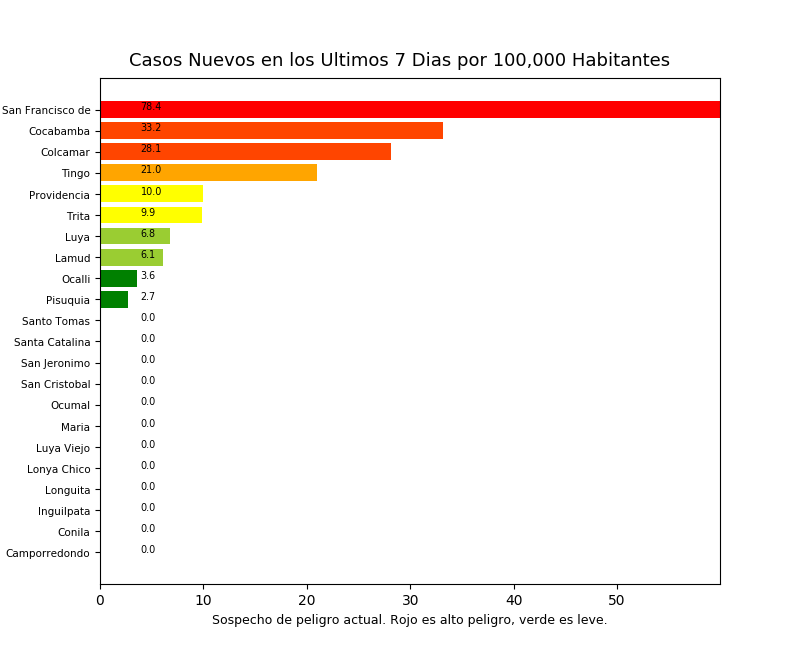 Casos Nuevos en los Ultimos 7 Dias por 100,000 Habitantes
San Francisco de 78.4
Cocabamba 33.2
Colcamar 28.1
Tingo 21.0
Providencia 10.0
Trita 9.9
Luya 6.8
Lamud 6.1
Ocalli 3.6
Pisuquia 2.7
Santo Tomas 0.0
Santa Catalina 0.0
San Jeronimo 0.0
San Cristobal 0.0
Ocumal 0.0
Maria 0.0
Luya Viejo 0.0
Lonya Chico 0.0
Longuita 0.0
Inguilpata 0.0
Conila 0.0
Camporredondo 0.0
0 10 20 30 40 50
Sospecho de peligro actual. Rojo es alto peligro, verde es leve.